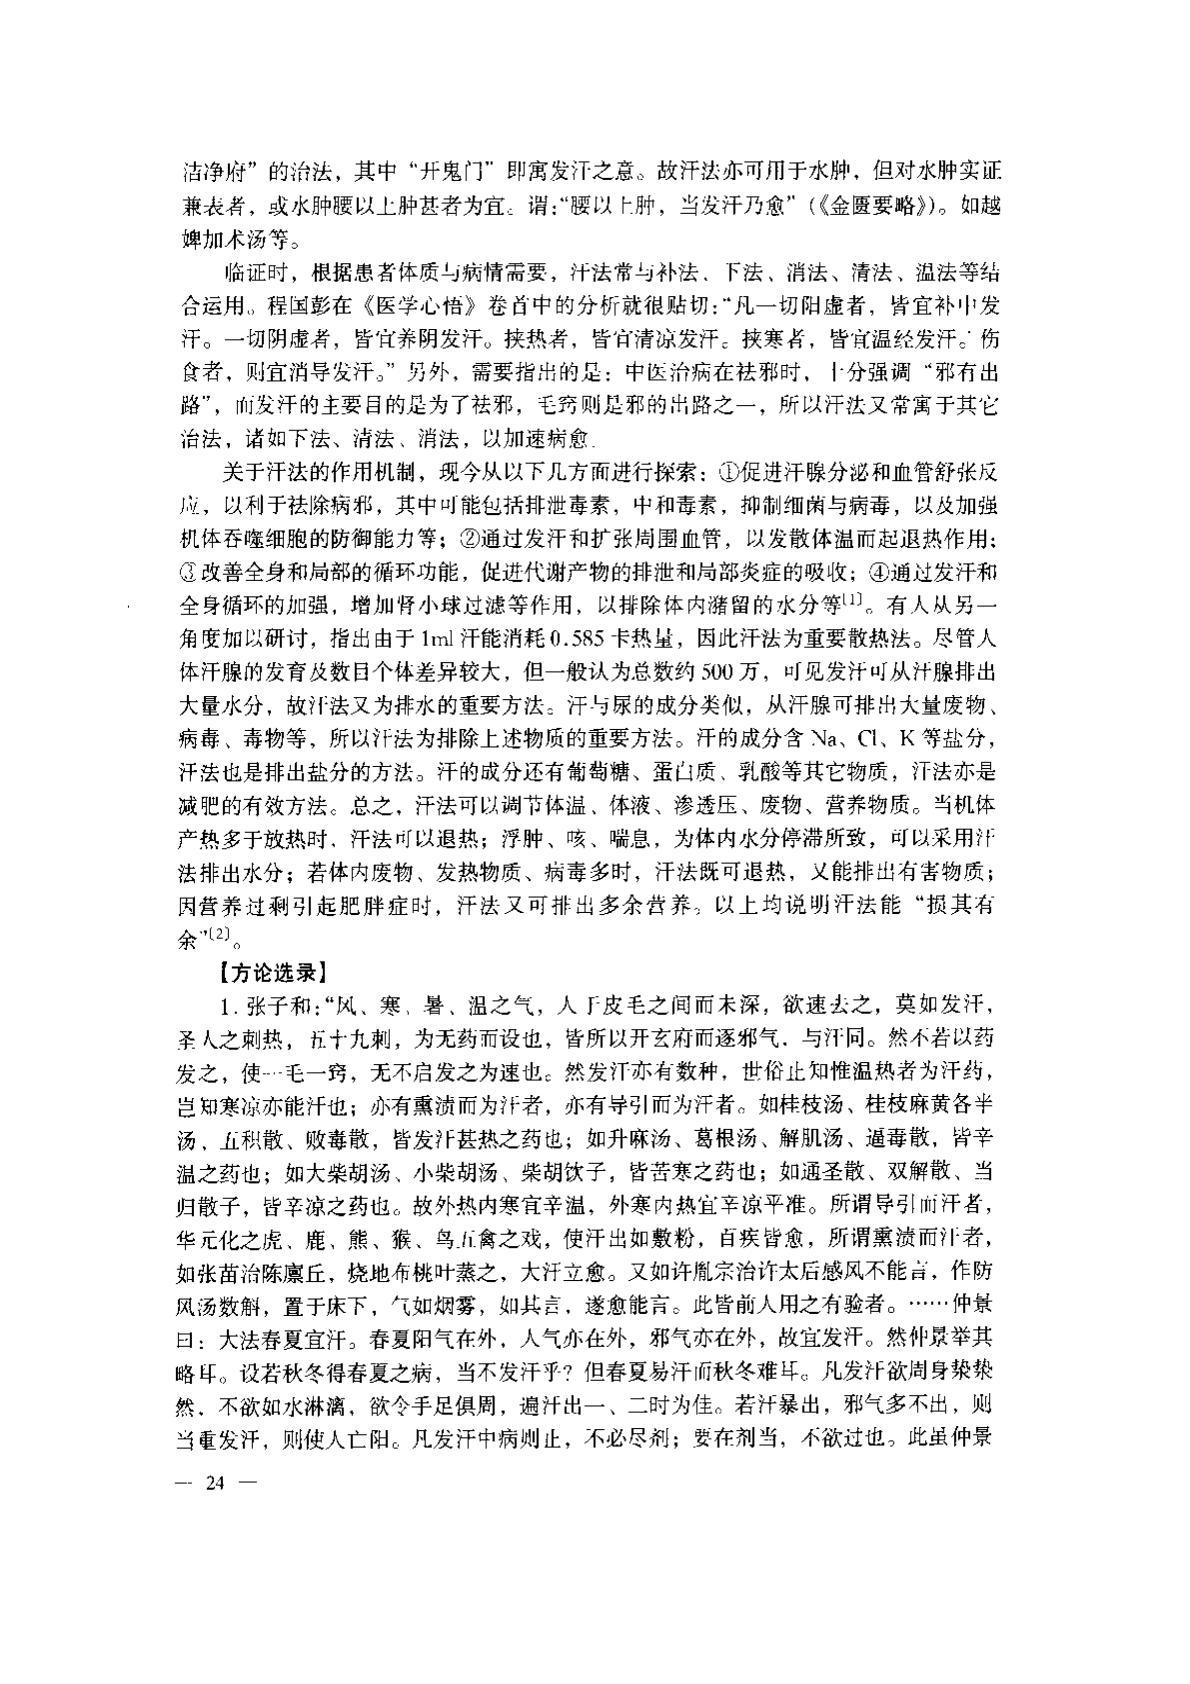 洁净府”的治法，其中“开鬼门”即寓发汗之意。故汗法亦可用于水肿，但对水肿实证
兼表者，或水肿腰以上肿甚者为宜。谓:“腰以上肿，当发汗乃愈”(《金匮要略》)。如越
婢加术汤等。
临证时，根据患者体质与病情需要，汗法常与补法、下法、消法、清法、温法等结
合运用。程国彭在《医学心悟》卷首中的分析就很贴切:“凡一切阳虚者，皆宜补中发
汗。一切阴虚者，皆宜养阴发汗。挟热者，皆宜清凉发汗。挟寒者，皆宜温经发汗。伤
食者，则宜消导发汗。”另外，需要指出的是：中医治病在祛邪时，十分强调“邪有出
路”，而发汗的主要目的是为了祛邪，毛窍则是邪的出路之一，所以汗法又常寓于其它
治法，诸如下法、清法、消法，以加速病愈.
关于汗法的作用机制，现今从以下几方面进行探索：①促进汗腺分泌和血管舒张反
应，以利于祛除病邪，其中可能包括排泄毒素，中和毒素，抑制细菌与病毒，以及加强
机体吞噬细胞的防御能力等；②通过发汗和扩张周围血管，以发散体温而起退热作用；
③改善全身和局部的循环功能，促进代谢产物的排泄和局部炎症的吸收；④通过发汗和
全身循环的加强，增加肾小球过滤等作用，以排除体内潴留的水分等〔1〕。有人从另一
角度加以研讨，指出由于1ml汗能消耗0.585卡热量，因此汗法为重要散热法。尽管人
体汗腺的发育及数目个体差异较大，但一般认为总数约500万，可见发汗可从汗腺排出
大量水分，故汗法又为排水的重要方法。汗与尿的成分类似，从汗腺可排出大量废物、
病毒、毒物等，所以汗法为排除上述物质的重要方法。汗的成分含Na、Cl、K等盐分，
汗法也是排出盐分的方法。汗的成分还有葡萄糖、蛋白质、乳酸等其它物质，汗法亦是
减肥的有效方法。总之，汗法可以调节体温、体液、渗透压、废物、营养物质。当机体
产热多于放热时，汗法可以退热；浮肿、咳、喘息，为体内水分停滞所致，可以采用汗
法排出水分；若体内废物、发热物质、病毒多时，汗法既可退热，又能排出有害物质；
因营养过剩引起肥胖症时，汗法又可排出多余营养。以上均说明汗法能“损其有
余”〔2〕。
【方论选录】
1. 张子和:“风、寒、暑、温之气，人于皮毛之间而未深，欲速去之，莫如发汗，
圣人之刺热，五十九刺，为无药而设也，皆所以开玄府而逐邪气，与汗同。然不若以药
发之，使一毛一窍，无不启发之为速也。然发汗亦有数种，世俗止知惟温热者为汗药，
岂知寒凉亦能汗也；亦有熏渍而为汗者，亦有导引而为汗者。如桂枝汤、桂枝麻黄各半
汤、五积散、败毒散，皆发汗甚热之药也；如升麻汤、葛根汤、解肌汤、逼毒散，皆辛
温之药也；如大柴胡汤、小柴胡汤、柴胡饮子，皆苦寒之药也；如通圣散、双解散、当
归散子，皆辛凉之药也。故外热内寒宜辛温，外寒内热宜辛凉平准。所谓导引而汗者，
华元化之虎、鹿、熊、猴、鸟五禽之戏，使汗出如敷粉，百疾皆愈，所谓熏渍而汗者，
如张苗治陈廪丘，烧地布桃叶蒸之，大汗立愈。又如许胤宗治许太后感风不能言，作防
风汤数斛，置于床下，气如烟雾，如其言，遂愈能言。此皆前人用之有验者。……仲景
曰：大法春夏宜汗。春夏阳气在外，人气亦在外，邪气亦在外，故宜发汗。然仲景举其
略耳。设若秋冬得春夏之病，当不发汗乎？但春夏易汗而秋冬难耳。凡发汗欲周身漐漐
然，不欲如水淋漓，欲令手足俱周，遍汗出一、二时为佳。若汗暴出，邪气多不出，则
当重发汗，则使人亡阳。凡发汗中病则止，不必尽剂；要在剂当，不欲过也。此虽仲景
— 24 —